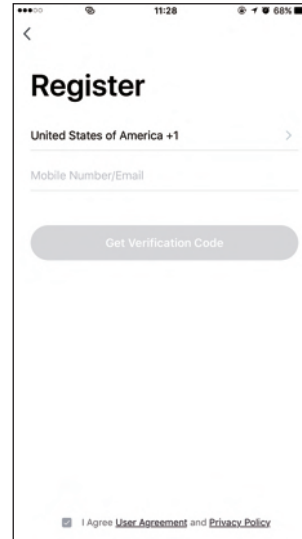 11:28 68%
Register
United States of America +1
Mobile Number/Email
Get Verification Code
I Agree User Agreement and Privacy Policy